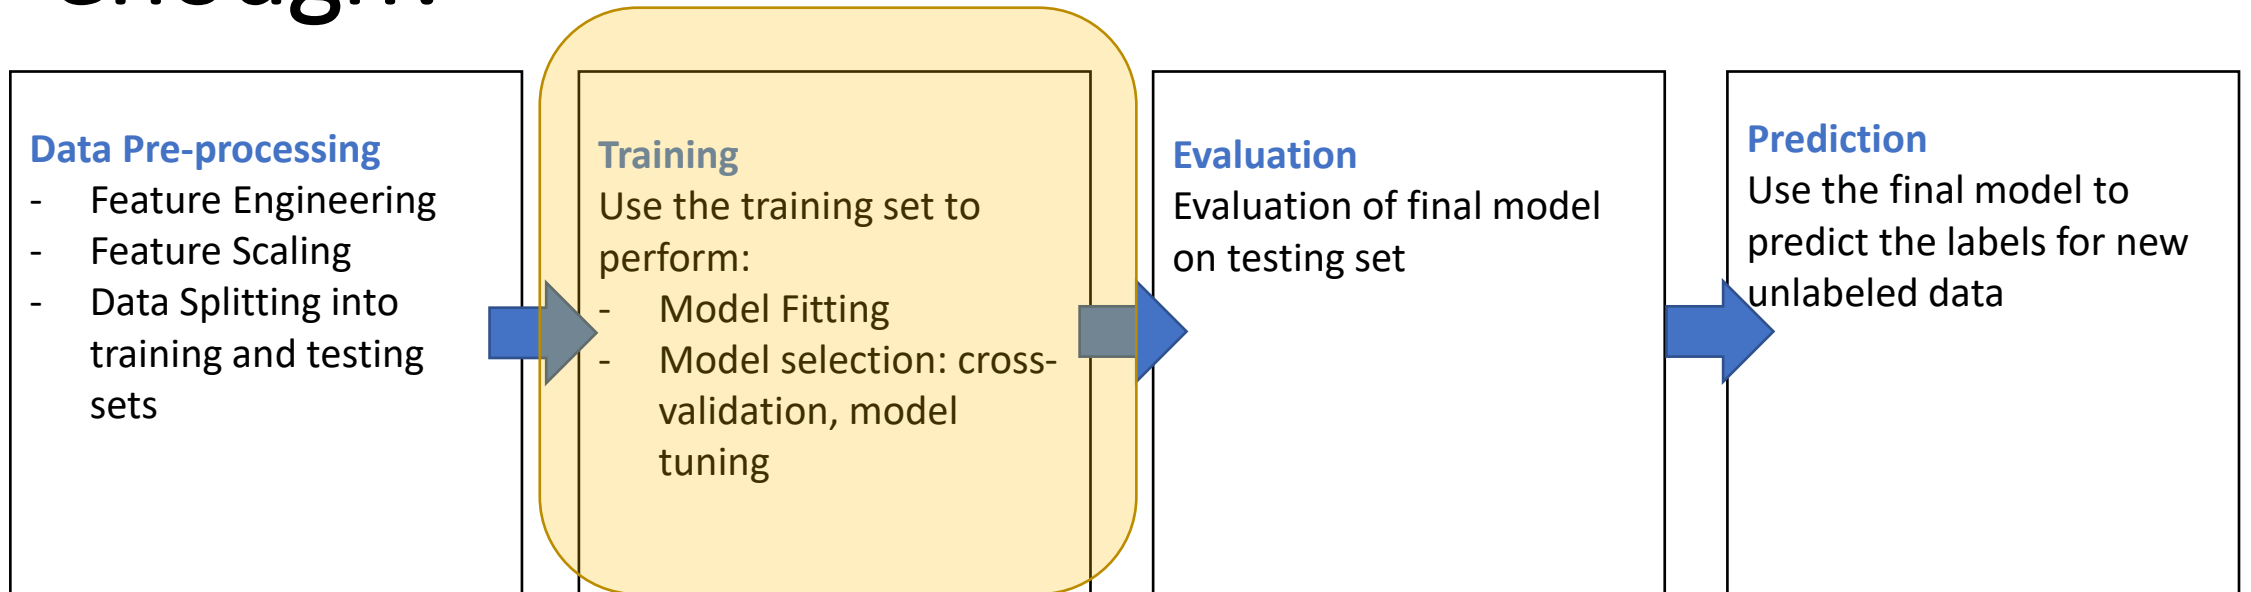 Data Pre-processing
- Feature Engineering
- Feature Scaling
- Data Splitting into
training and testing
sets
Training
Use the training set to
perform:
- Model Fitting
- Model selection: cross-
validation, model
tuning
Evaluation
Evaluation of final model
on testing set
Prediction
Use the final model to
predict the labels for new
unlabeled data